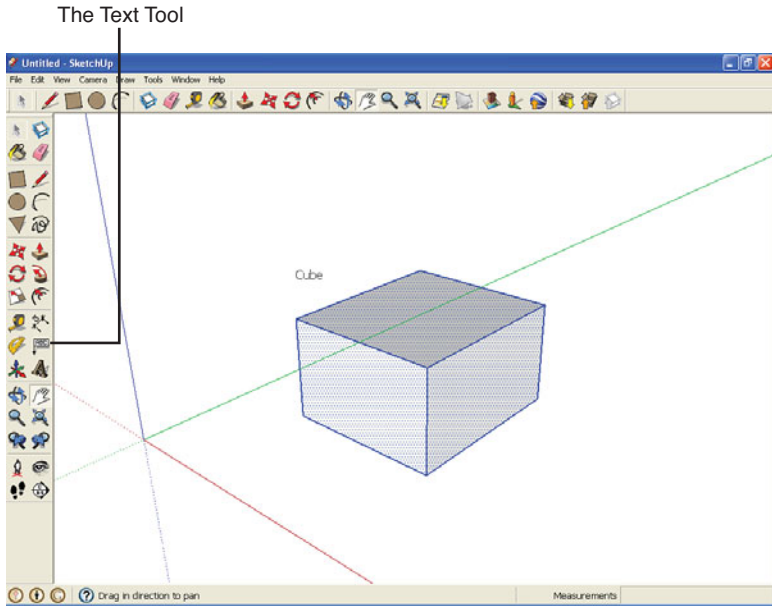 The Text Tool
Untitled - SketchUp
File Edit View Camera Draw Tools Window Help
Cube
Drag in direction to pan
Measurements